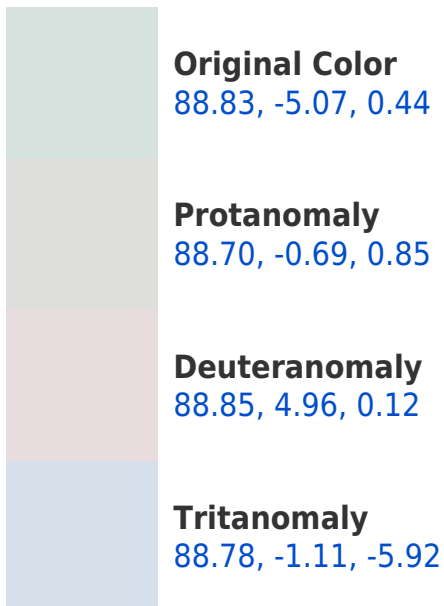 Original Color
88.83, -5.07, 0.44
Protanomaly
88.70, -0.69, 0.85
Deuteranomaly
88.85, 4.96, 0.12
Tritanomaly
88.78, -1.11, -5.92